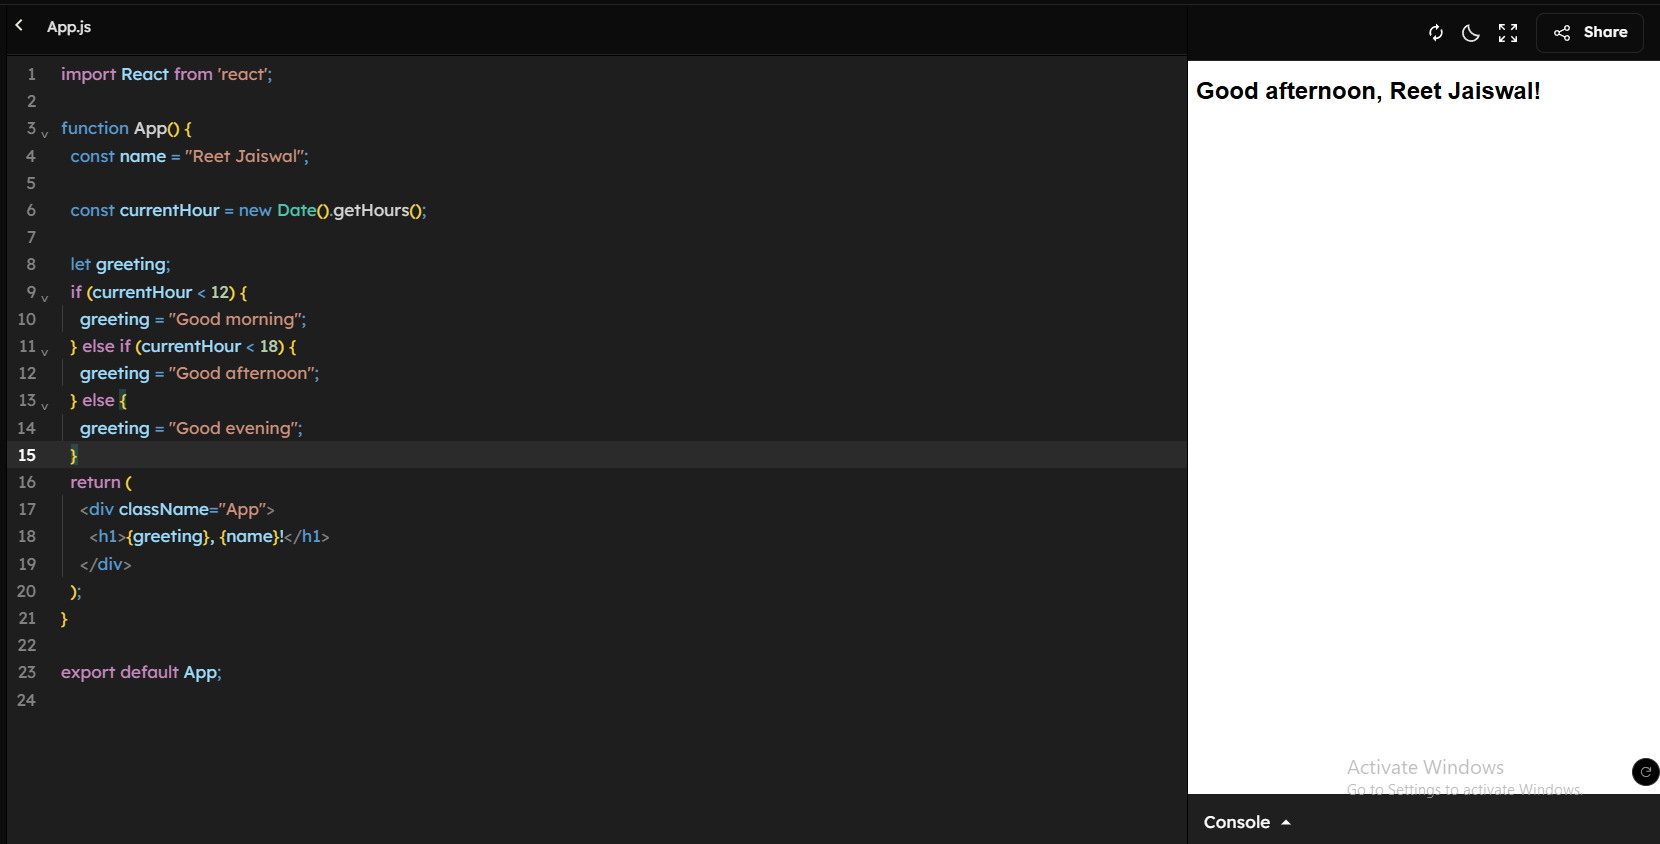 App.js
Share
1 import React from 'react';
2
3 function App() {
4 const name = "Reet Jaiswal";
5
6 const currentHour = new Date().getHours();
7
8 let greeting;
9 if (currentHour < 12) {
10 greeting = "Good morning";
11 } else if (currentHour < 18) {
12 greeting = "Good afternoon";
13 } else {
14 greeting = "Good evening";
15 }
16 return (
17 <div className="App">
18 <h1>{greeting}, {name}!</h1>
19 </div>
20 );
21 }
22
23 export default App;
24
Good afternoon, Reet Jaiswal!
Activate Windows
Go to Settings to activate Windows.
Console